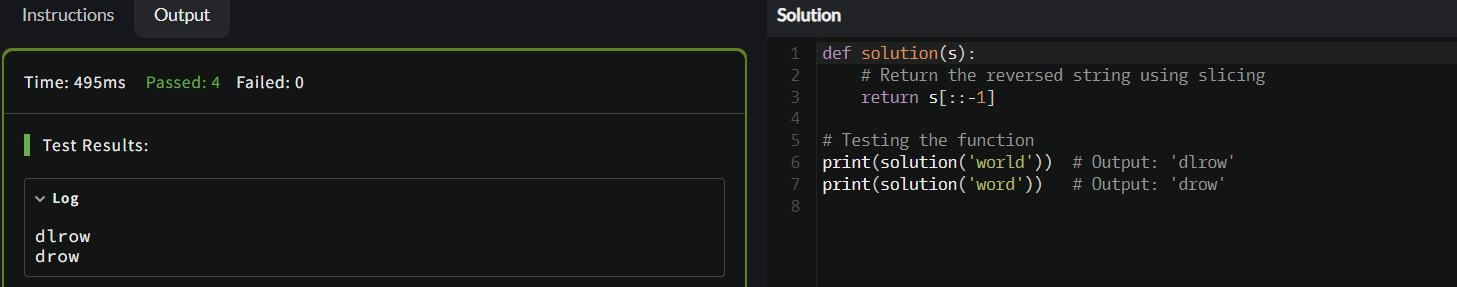 Instructions Output
Time: 495ms Passed: 4 Failed: 0
Test Results:
Log
dlrow
drow
Solution
1 def solution(s):
2     # Return the reversed string using slicing
3     return s[::-1]
4
5 # Testing the function
6 print(solution('world'))  # Output: 'dlrow'
7 print(solution('word'))   # Output: 'drow'
8